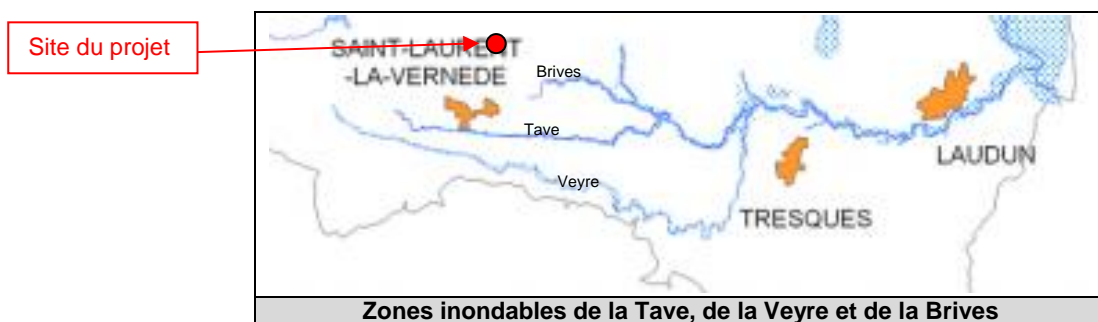 Site du projet
SAINT-LAURENT
-LA-VERNEDE
Brives
Tave
Veyre
LAUDUN
TRESQUES
Zones inondables de la Tave, de la Veyre et de la Brives